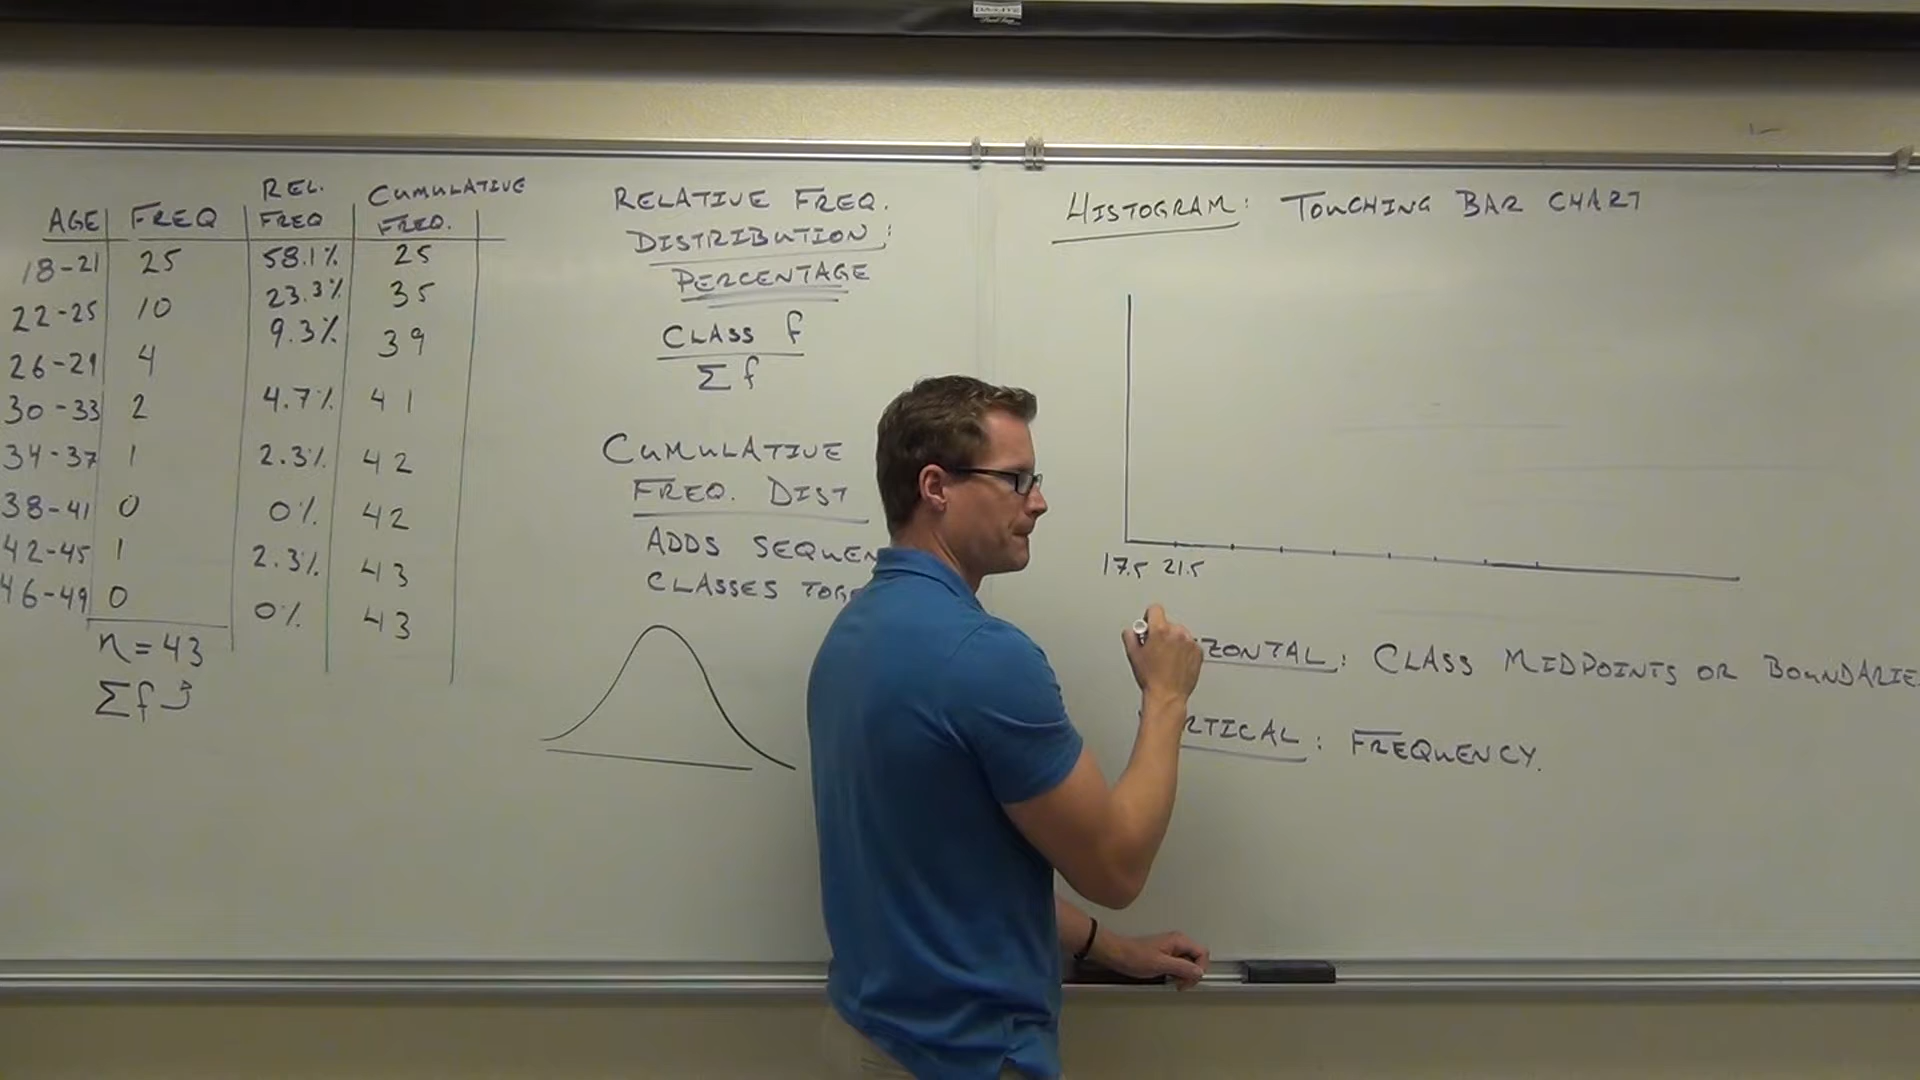 DA-LITE
AGE FREQ REL. FREQ CUMULATIVE FREQ.
18-21 25 58.1% 25
22-25 10 23.3% 35
26-29 4 9.3% 39
30-33 2 4.7% 41
34-37 1 2.3% 42
38-41 0 0% 42
42-45 1 2.3% 43
46-49 0 0% 43
n=43
Σf
RELATIVE FREQ.
DISTRIBUTION:
PERCENTAGE
CLASS f
Σ f
CUMULATIVE
FREQ. DIST
ADDS SEQUEN
CLASSES TOG
HISTOGRAM: TOUCHING BAR CHART
17.5 21.5
ZONTAL: CLASS MIDPOINTS OR BOUNDARIE
RTICAL: FREQUENCY.